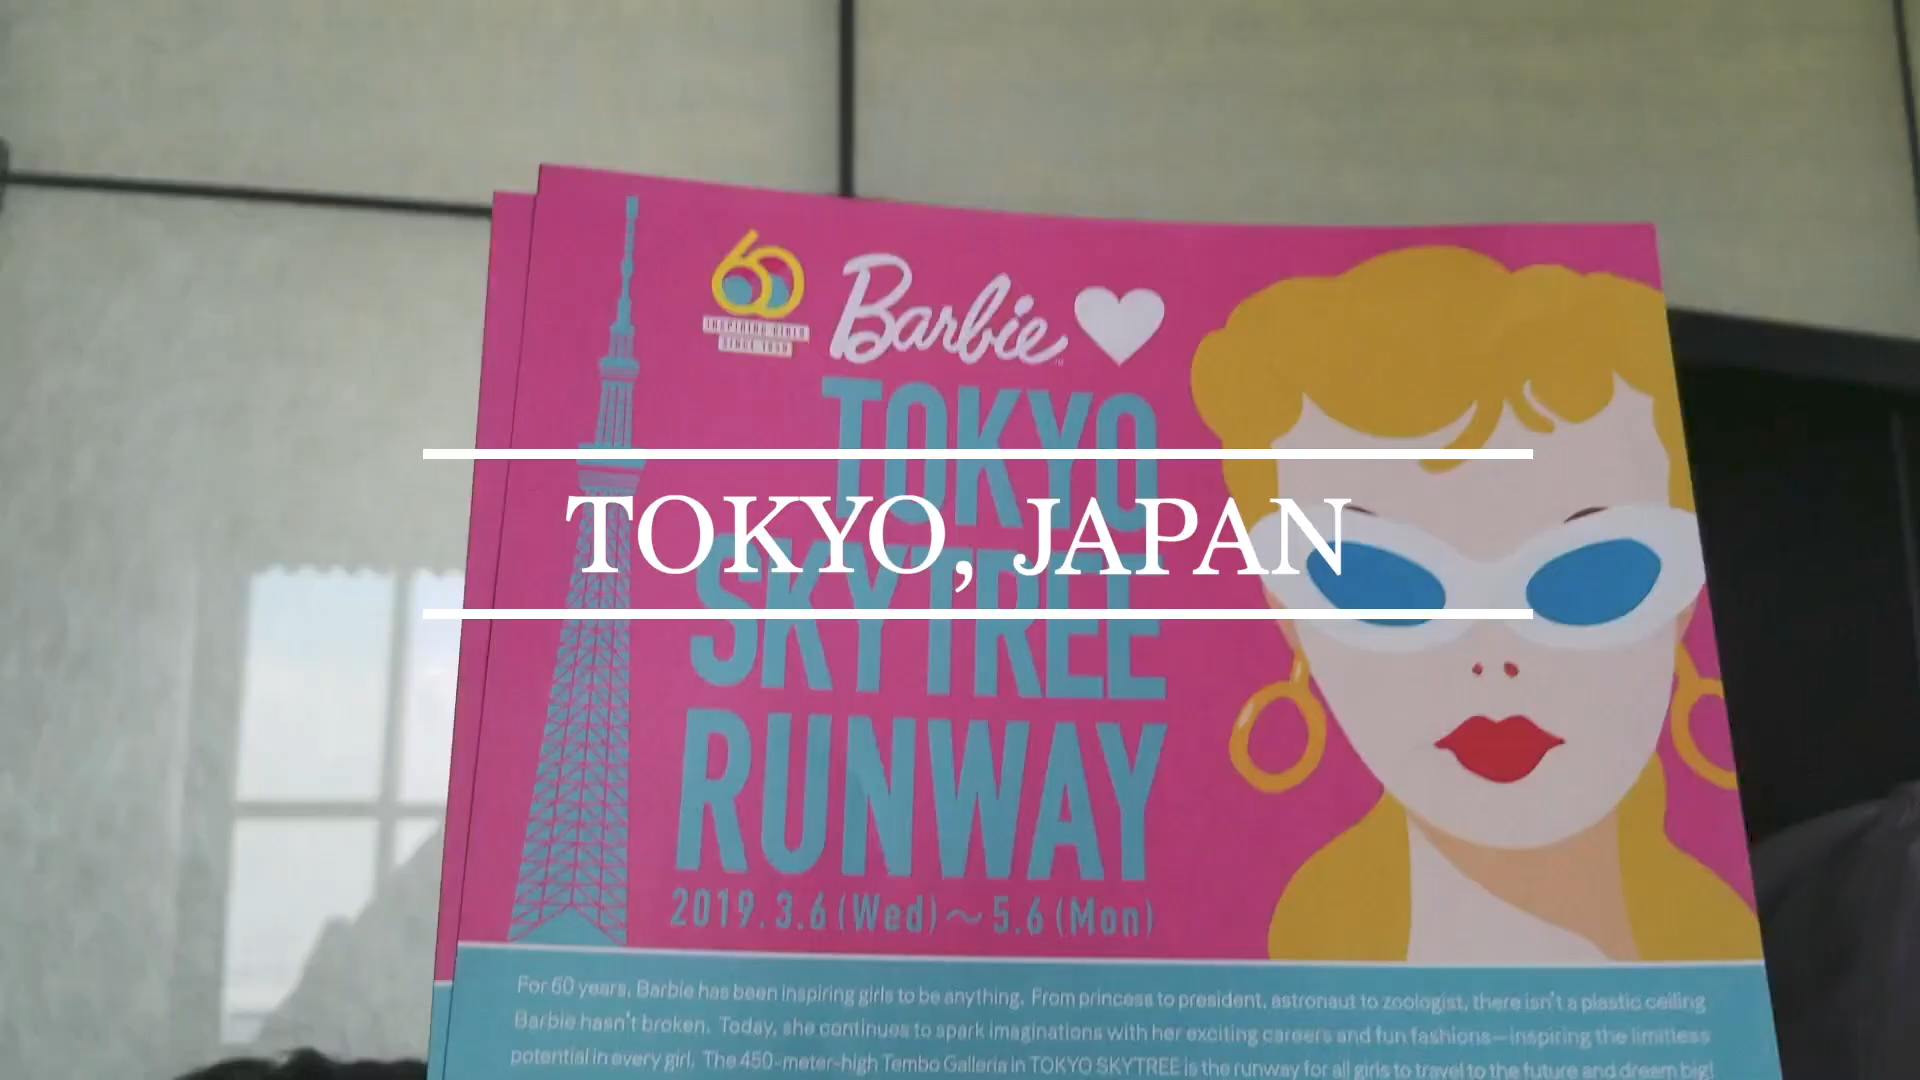 60
INSPIRING GIRLS
SINCE 1959
Barbie
TOKYO
TOKYO, JAPAN
SKYTREE
RUNWAY
2019.3.6 (Wed)～5.6 (Mon)
For 60 years, Barbie has been inspiring girls to be anything. From princess to president, astronaut to zoologist, there isn't a plastic ceiling
Barbie hasn't broken. Today, she continues to spark imaginations with her exciting careers and fun fashions—inspiring the limitless
potential in every girl. The 450-meter-high Tembo Galleria in TOKYO SKYTREE is the runway for all girls to travel to the future and dream big!